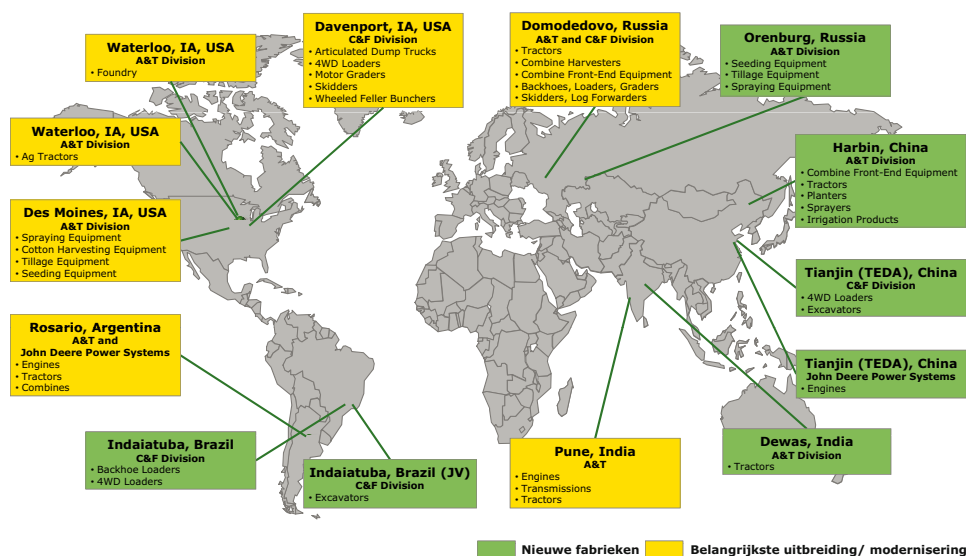 Waterloo, IA, USA
A&T Division
• Foundry
Davenport, IA, USA
C&F Division
• Articulated Dump Trucks
• 4WD Loaders
• Motor Graders
• Skidders
• Wheeled Feller Bunchers
Domodedovo, Russia
A&T and C&F Division
• Tractors
• Combine Harvesters
• Combine Front-End Equipment
• Backhoes, Loaders, Graders
• Skidders, Log Forwarders
Orenburg, Russia
A&T Division
• Seeding Equipment
• Tillage Equipment
• Spraying Equipment
Waterloo, IA, USA
A&T Division
• Ag Tractors
Harbin, China
A&T Division
• Combine Front-End Equipment
• Tractors
• Planters
• Sprayers
• Irrigation Products
Des Moines, IA, USA
A&T Division
• Spraying Equipment
• Cotton Harvesting Equipment
• Tillage Equipment
• Seeding Equipment
Tianjin (TEDA), China
C&F Division
• 4WD Loaders
• Excavators
Rosario, Argentina
A&T and
John Deere Power Systems
• Engines
• Tractors
• Combines
Tianjin (TEDA), China
John Deere Power Systems
• Engines
Indaiatuba, Brazil
C&F Division
• Backhoe Loaders
• 4WD Loaders
Indaiatuba, Brazil (JV)
C&F Division
• Excavators
Pune, India
A&T
• Engines
• Transmissions
• Tractors
Dewas, India
A&T Division
• Tractors
Nieuwe fabrieken
Belangrijkste uitbreiding/ modernisering